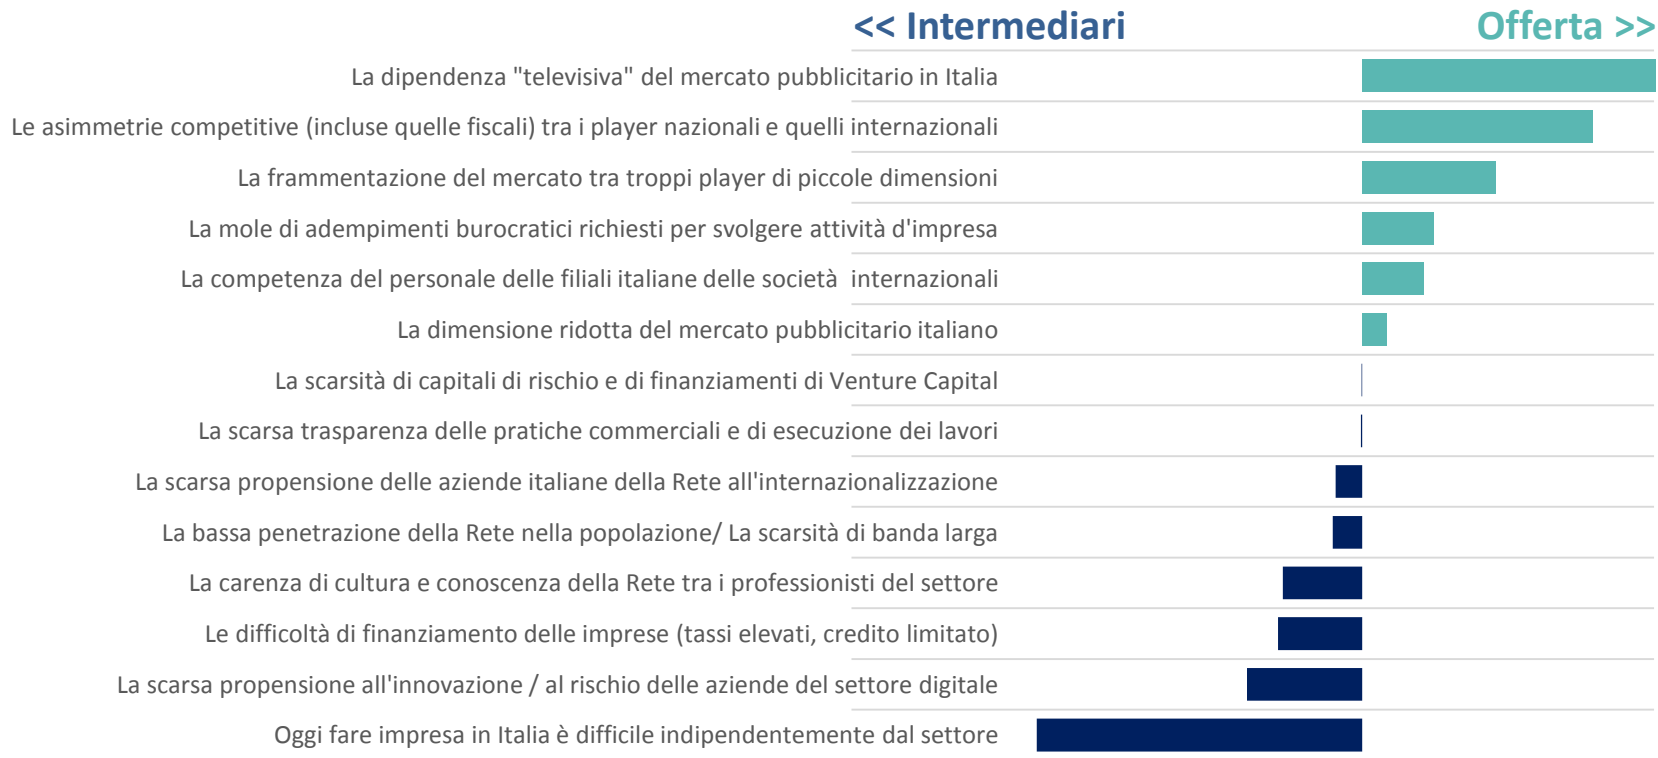 << Intermediari Offerta >>
La dipendenza "televisiva" del mercato pubblicitario in Italia
Le asimmetrie competitive (incluse quelle fiscali) tra i player nazionali e quelli internazionali
La frammentazione del mercato tra troppi player di piccole dimensioni
La mole di adempimenti burocratici richiesti per svolgere attività d'impresa
La competenza del personale delle filiali italiane delle società internazionali
La dimensione ridotta del mercato pubblicitario italiano
La scarsità di capitali di rischio e di finanziamenti di Venture Capital
La scarsa trasparenza delle pratiche commerciali e di esecuzione dei lavori
La scarsa propensione delle aziende italiane della Rete all'internazionalizzazione
La bassa penetrazione della Rete nella popolazione/ La scarsità di banda larga
La carenza di cultura e conoscenza della Rete tra i professionisti del settore
Le difficoltà di finanziamento delle imprese (tassi elevati, credito limitato)
La scarsa propensione all'innovazione / al rischio delle aziende del settore digitale
Oggi fare impresa in Italia è difficile indipendentemente dal settore